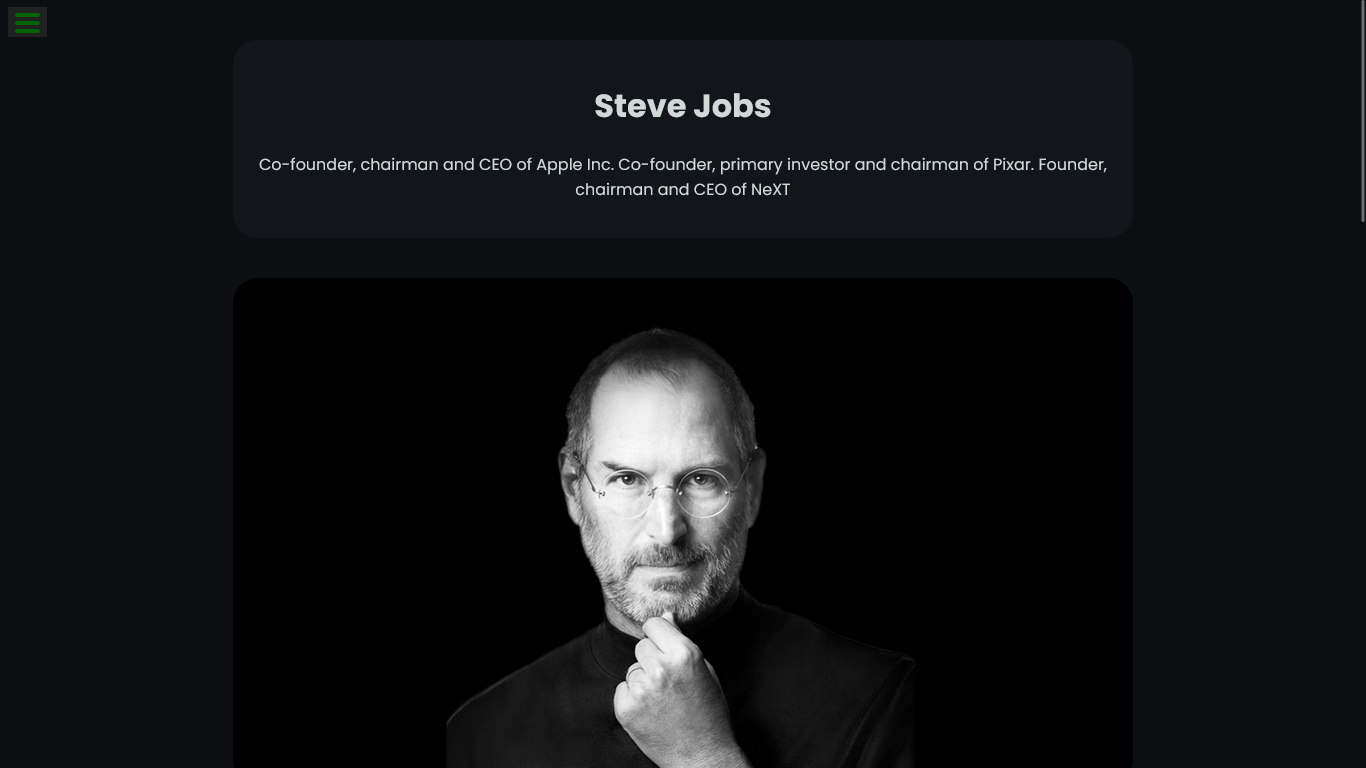 Steve Jobs
Co-founder, chairman and CEO of Apple Inc. Co-founder, primary investor and chairman of Pixar. Founder,
chairman and CEO of NeXT